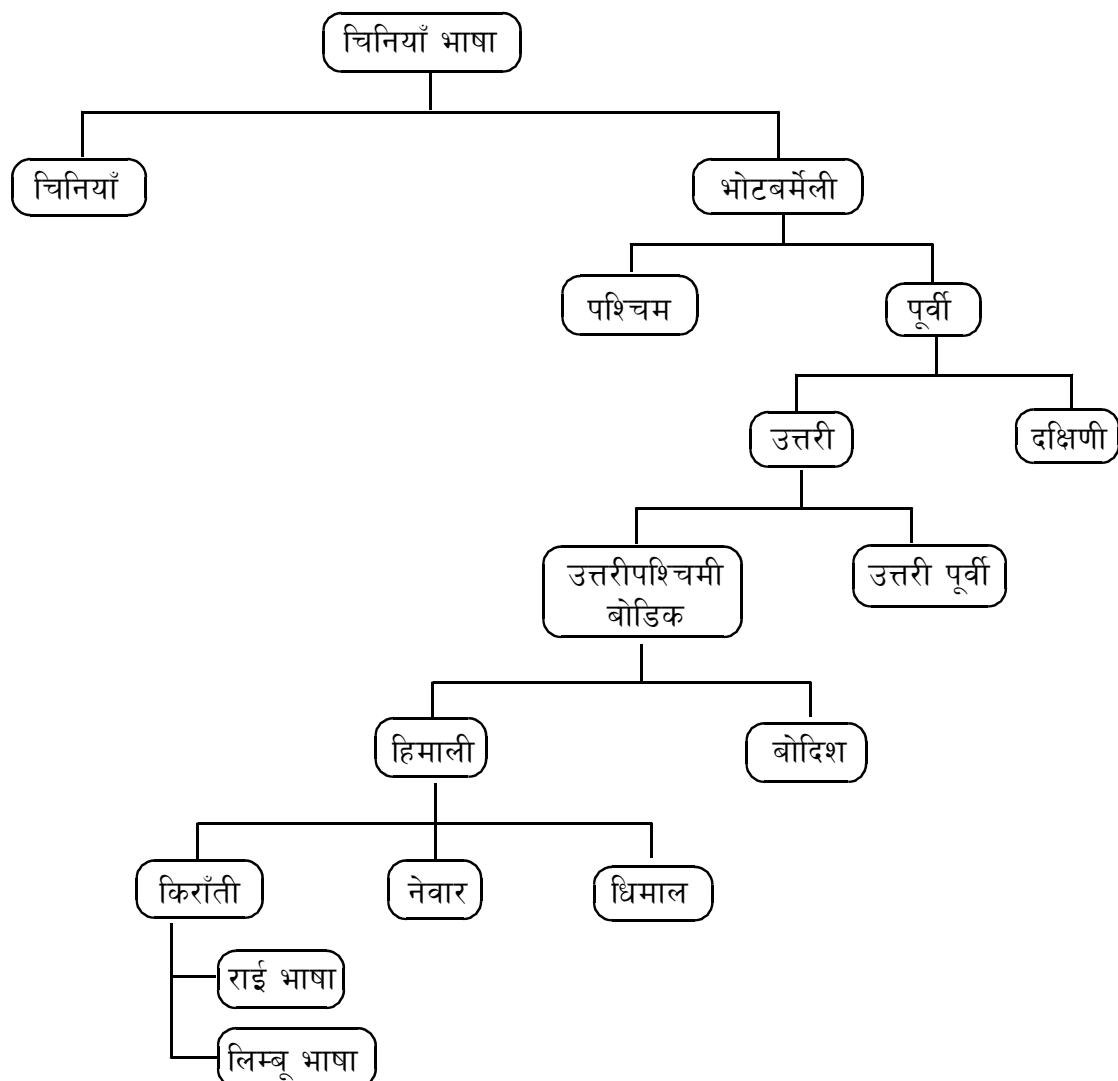 चिनियाँ भाषा
चिनियाँ
भोटबर्मेली
पश्चिम
पूर्वी
उत्तरी
दक्षिणी
उत्तरीपश्चिमी
बोडिक
उत्तरी पूर्वी
हिमाली
बोदिश
किराँती
नेवार
धिमाल
राई भाषा
लिम्बू भाषा